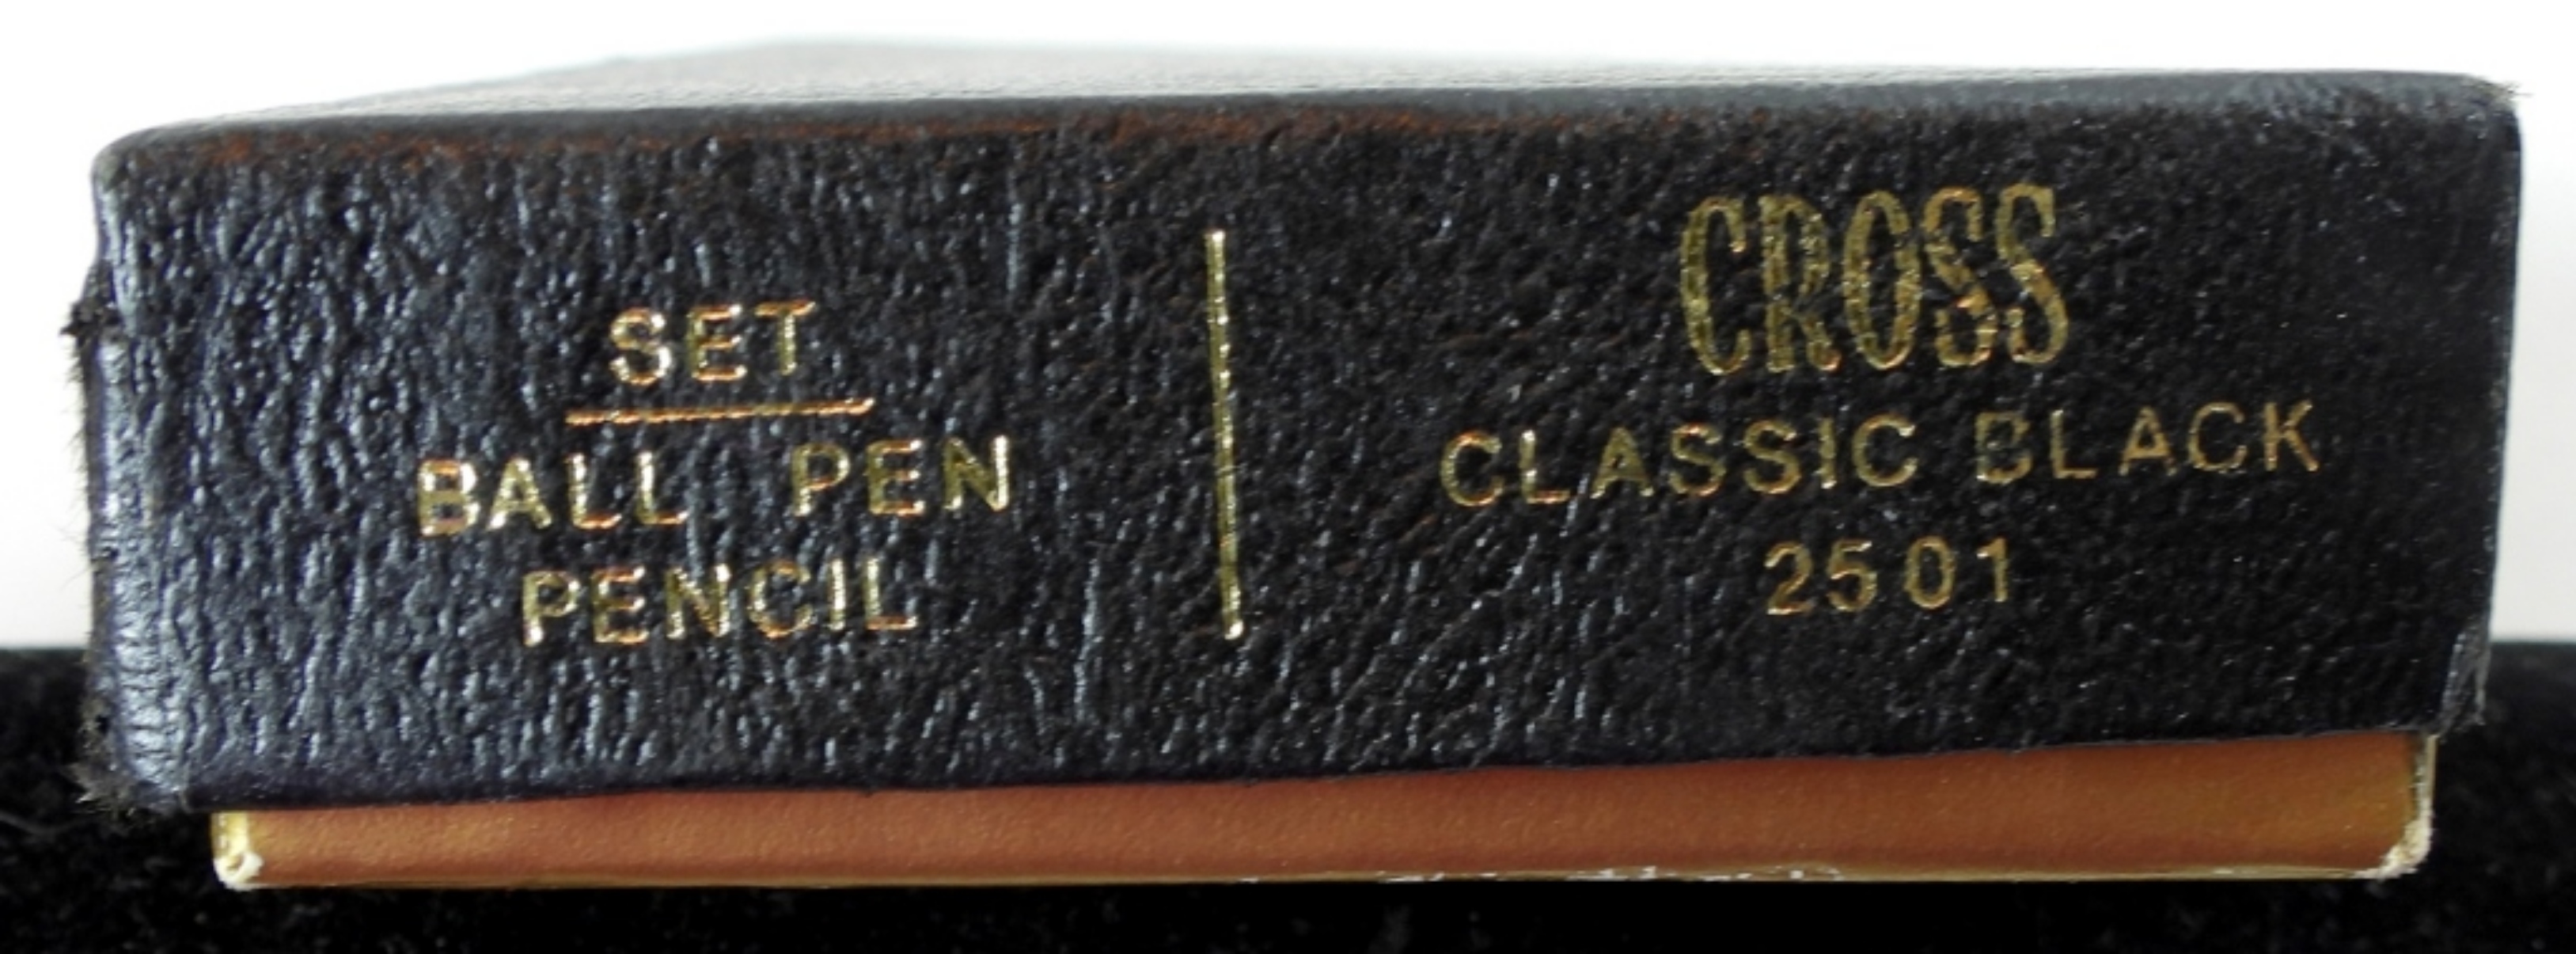 SET
BALL PEN
PENCIL
CROSS
CLASSIC BLACK
2501